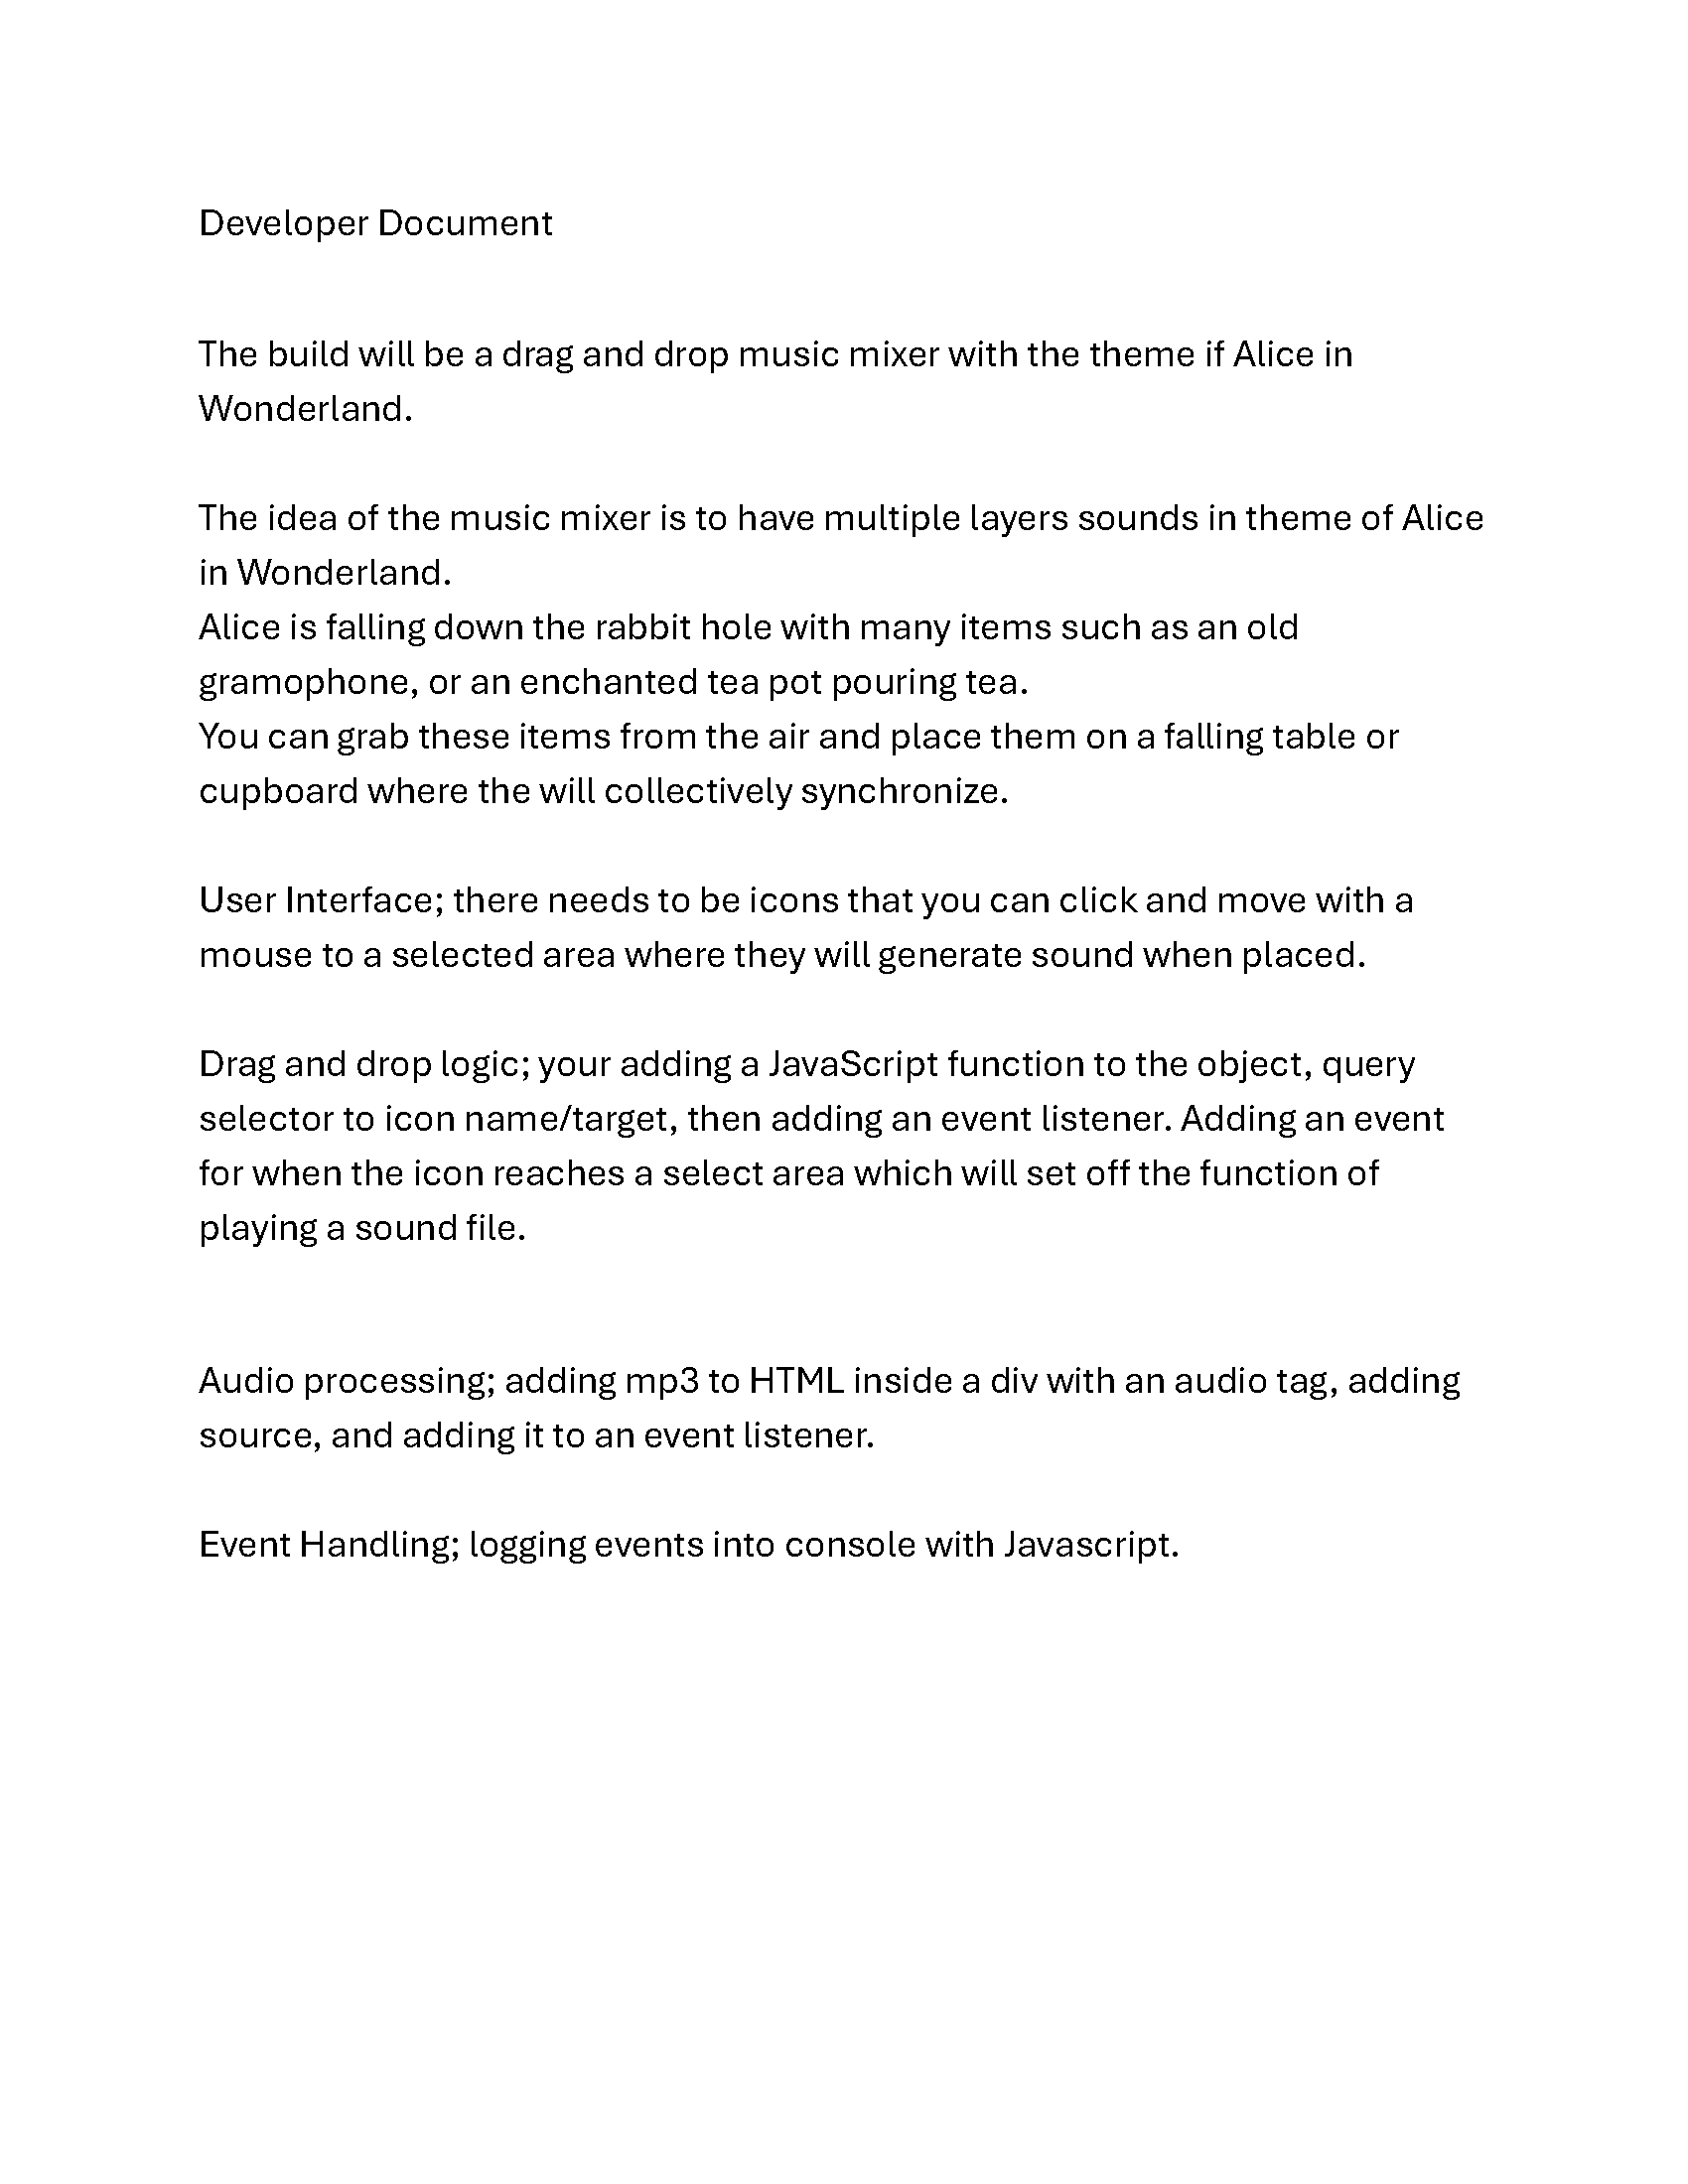 Developer Document
The build will be a drag and drop music mixer with the theme if Alice in
Wonderland.
The idea of the music mixer is to have multiple layers sounds in theme of Alice
in Wonderland.
Alice is falling down the rabbit hole with many items such as an old
gramophone, or an enchanted tea pot pouring tea.
You can grab these items from the air and place them on a falling table or
cupboard where the will collectively synchronize.
User Interface; there needs to be icons that you can click and move with a
mouse to a selected area where they will generate sound when placed.
Drag and drop logic; your adding a JavaScript function to the object, query
selector to icon name/target, then adding an event listener. Adding an event
for when the icon reaches a select area which will set off the function of
playing a sound file.
Audio processing; adding mp3 to HTML inside a div with an audio tag, adding
source, and adding it to an event listener.
Event Handling; logging events into console with Javascript.